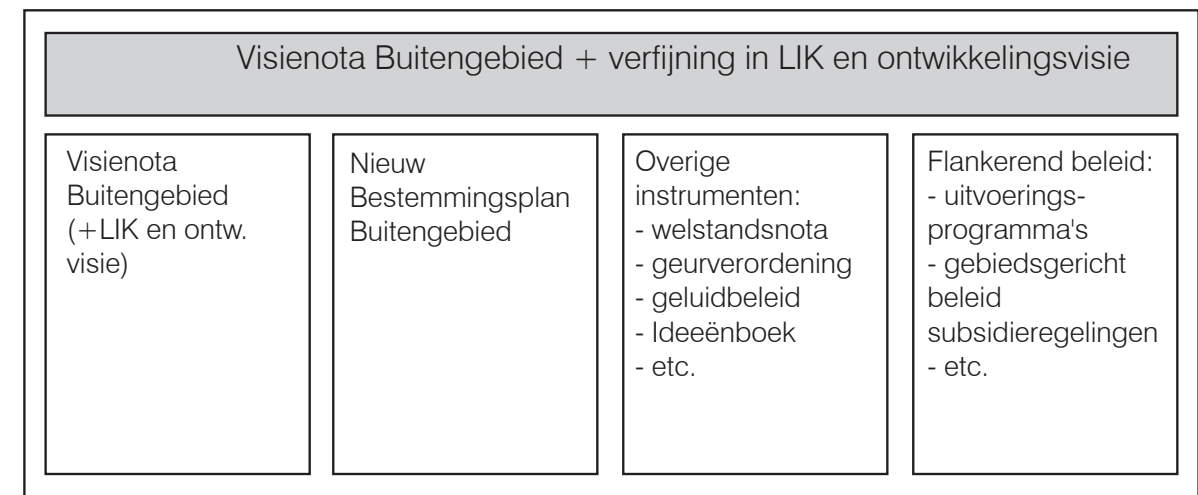 Visienota Buitengebied + verfijning in LIK en ontwikkelingsvisie
Visienota
Buitengebied
(+LIK en ontw.
visie)
Nieuw
Bestemmingsplan
Buitengebied
Overige
instrumenten:
- welstandsnota
- geurverordening
- geluidbeleid
- Ideeënboek
- etc.
Flankerend beleid:
- uitvoerings-
programma's
- gebiedsgericht
beleid
subsidieregelingen
- etc.